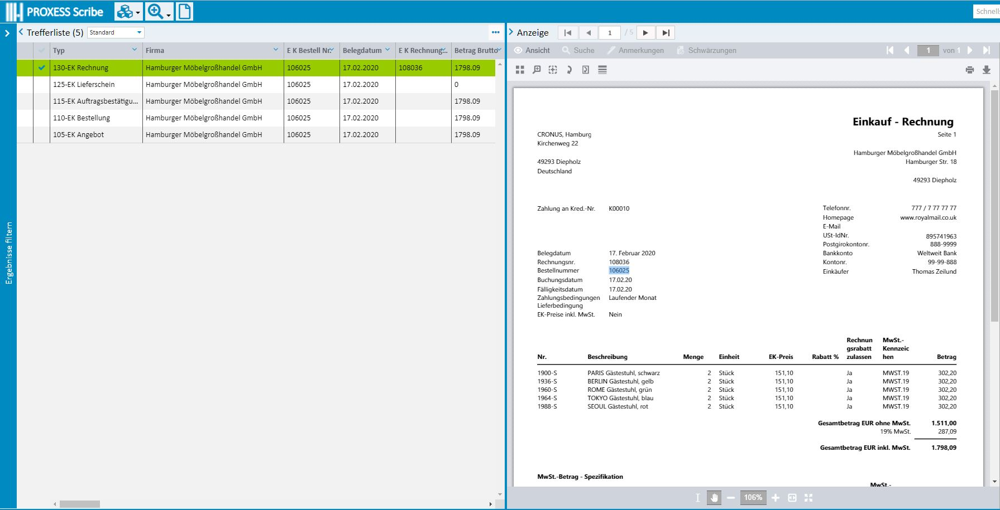 PROXESS Scribe
Schnells
Trefferliste (5) Standard
Typ Firma E K Bestell Nr. Belegdatum E K Rechnung... Betrag Brutto
130-EK Rechnung Hamburger Möbelgroßhandel GmbH 106025 17.02.2020 108036 1798.09
125-EK Lieferschein Hamburger Möbelgroßhandel GmbH 106025 17.02.2020 0
115-EK Auftragsbestätigu... Hamburger Möbelgroßhandel GmbH 106025 17.02.2020 1798.09
110-EK Bestellung Hamburger Möbelgroßhandel GmbH 106025 17.02.2020 1798.09
105-EK Angebot Hamburger Möbelgroßhandel GmbH 106025 17.02.2020 1798.09
Ergebnisse filtern
Anzeige 1 / 5
Ansicht Suche Anmerkungen Schwärzungen 1 von 1
Einkauf - Rechnung
CRONUS, Hamburg Seite 1
Kirchenweg 22
Hamburger Möbelgroßhandel GmbH
49293 Diepholz Hamburger Str. 18
Deutschland
49293 Diepholz
Zahlung an Kred.-Nr. K00010 Telefonnr. 777 / 7 77 77 77
Homepage www.royalmail.co.uk
E-Mail
USt-IdNr. 895741963
Postgirokontonr. 888-9999
Belegdatum 17. Februar 2020 Bankkonto Weltweit Bank
Rechnungsnr. 108036 Kontonr. 99-99-888
Bestellnummer 106025 Einkäufer Thomas Zeilund
Buchungsdatum 17.02.20
Fälligkeitsdatum 17.02.20
Zahlungsbedingungen Laufender Monat
Lieferbedingung
EK-Preise inkl. MwSt. Nein
Rechnun MwSt.-
gsrabatt Kennzeic
Nr. Beschreibung Menge Einheit EK-Preis Rabatt % zulassen hen Betrag
1900-S PARIS Gästestuhl, schwarz 2 Stück 151,10 Ja MWST.19 302,20
1936-S BERLIN Gästestuhl, gelb 2 Stück 151,10 Ja MWST.19 302,20
1960-S ROME Gästestuhl, grün 2 Stück 151,10 Ja MWST.19 302,20
1964-S TOKYO Gästestuhl, blau 2 Stück 151,10 Ja MWST.19 302,20
1988-S SEOUL Gästestuhl, rot 2 Stück 151,10 Ja MWST.19 302,20
Gesamtbetrag EUR ohne MwSt. 1.511,00
19% MwSt. 287,09
Gesamtbetrag EUR inkl. MwSt. 1.798,09
MwSt.-Betrag - Spezifikation
MwSt.-
106%